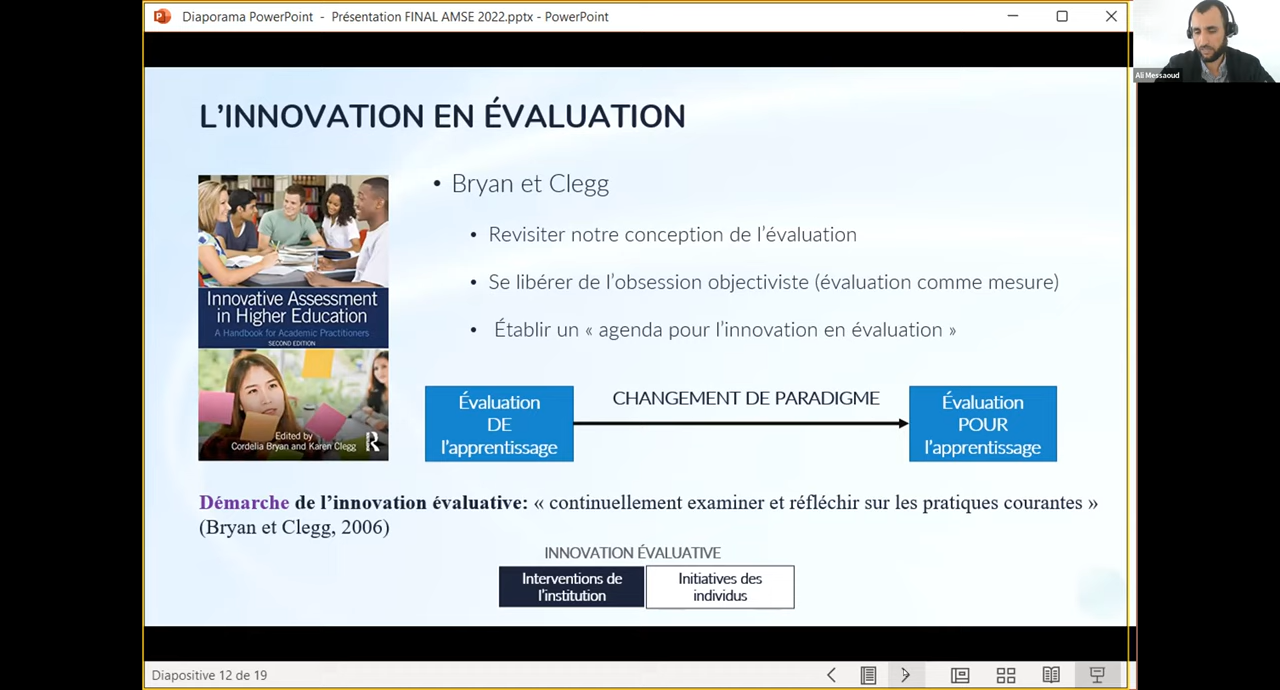 Diaporama PowerPoint - Présentation FINAL AMSE 2022.pptx - PowerPoint
Ali Messaoud
L'INNOVATION EN ÉVALUATION
Innovative Assessment
in Higher Education
A Handbook for Academic Practitioners
SECOND EDITION
Edited by
Cordelia Bryan and Karen Clegg
R
• Bryan et Clegg
• Revisiter notre conception de l'évaluation
• Se libérer de l'obsession objectiviste (évaluation comme mesure)
• Établir un « agenda pour l'innovation en évaluation »
Évaluation
DE
l'apprentissage
CHANGEMENT DE PARADIGME
Évaluation
POUR
l'apprentissage
Démarche de l'innovation évaluative: « continuellement examiner et réfléchir sur les pratiques courantes »
(Bryan et Clegg, 2006)
INNOVATION ÉVALUATIVE
Interventions de
l'institution
Initiatives des
individus
Diapositive 12 de 19